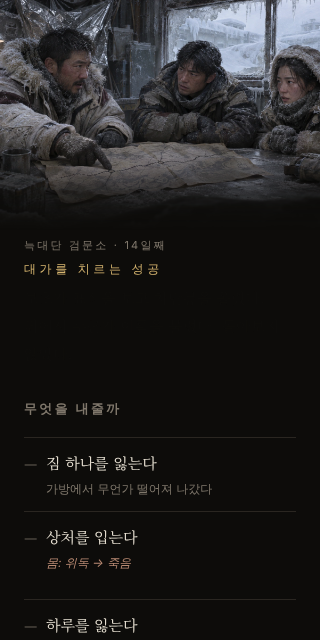 늑대단 검문소 · 14일째
대가를 치르는 성공
무엇을 내줄까
— 짐 하나를 잃는다
가방에서 무언가 떨어져 나갔다
— 상처를 입는다
몸: 위독 → 죽음
— 하루를 잃는다